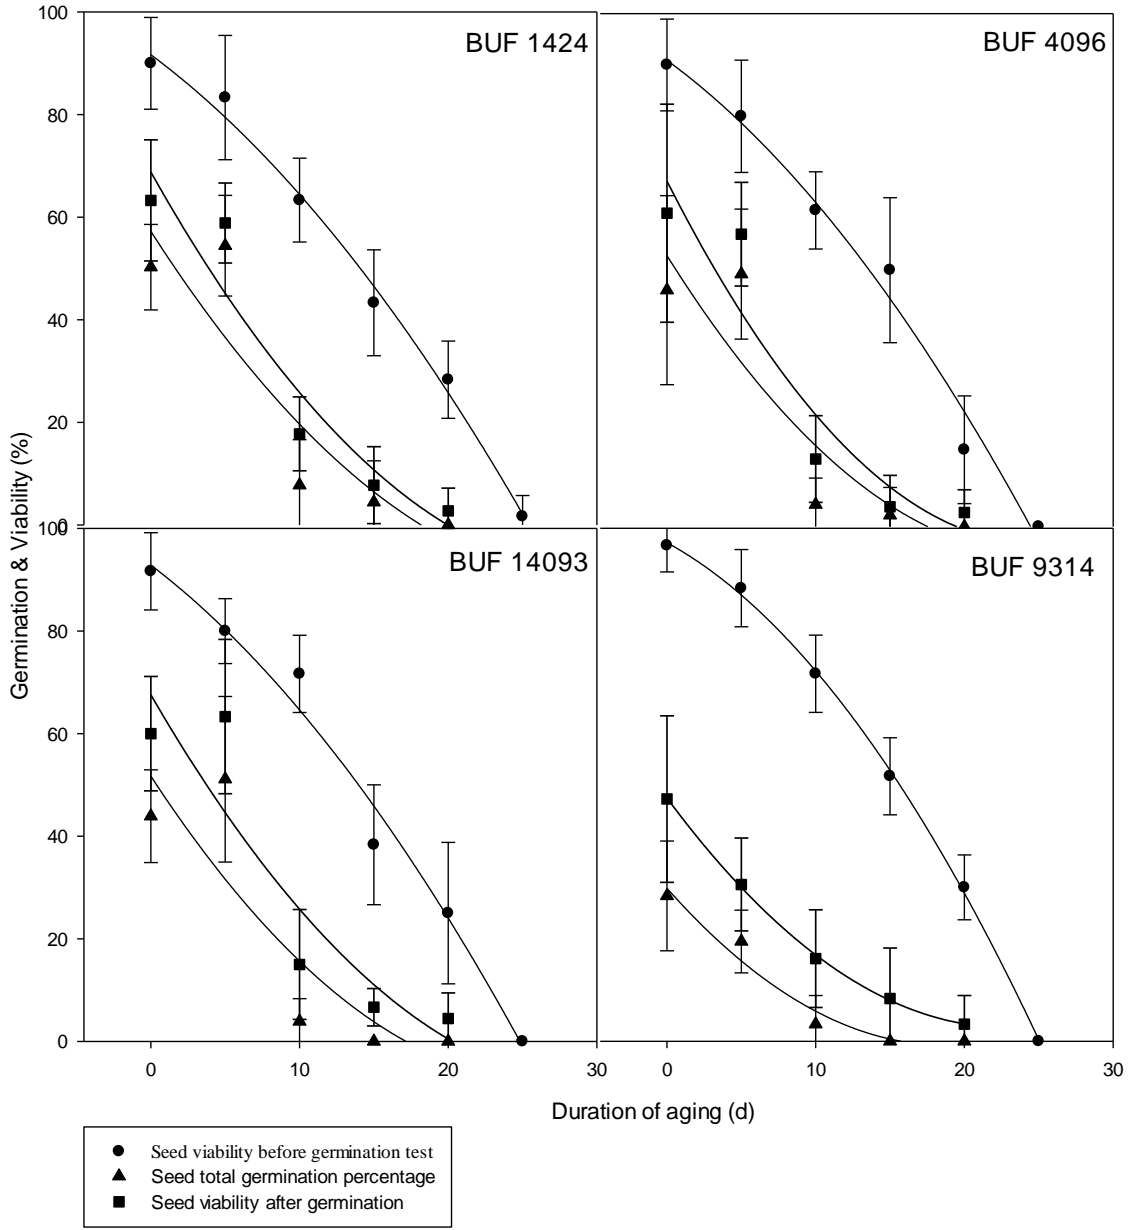 100
BUF 1424
BUF 4096
80
60
40
20
0
100
BUF 14093
BUF 9314
80
60
40
20
0
Germination & Viability (%)
0 10 20 30 0 10 20 30
Duration of aging (d)
Seed viability before germination test
Seed total germination percentage
Seed viability after germination